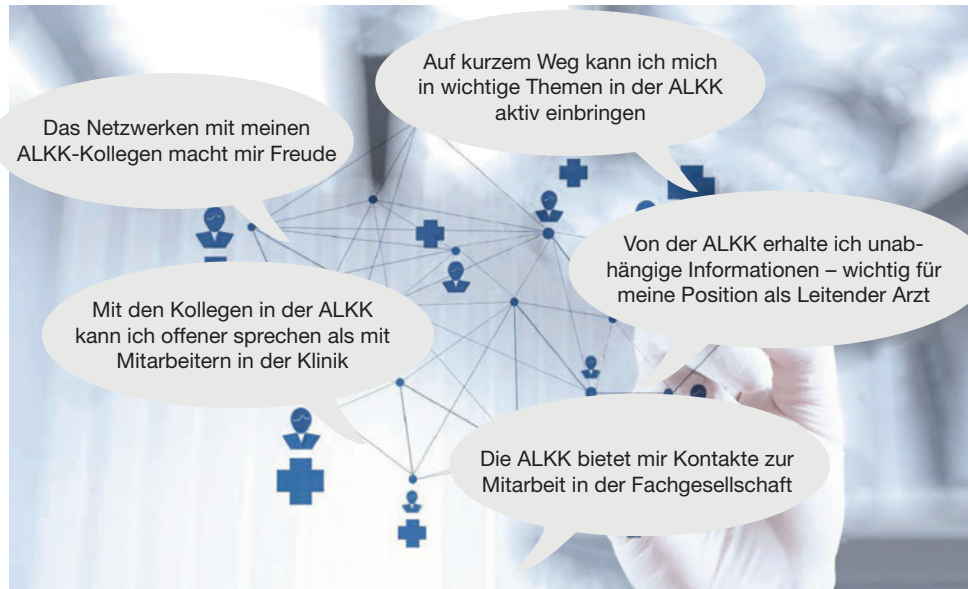 Auf kurzem Weg kann ich mich
in wichtige Themen in der ALKK
aktiv einbringen
Das Netzwerken mit meinen
ALKK-Kollegen macht mir Freude
Von der ALKK erhalte ich unab-
hängige Informationen – wichtig für
meine Position als Leitender Arzt
Mit den Kollegen in der ALKK
kann ich offener sprechen als mit
Mitarbeitern in der Klinik
Die ALKK bietet mir Kontakte zur
Mitarbeit in der Fachgesellschaft